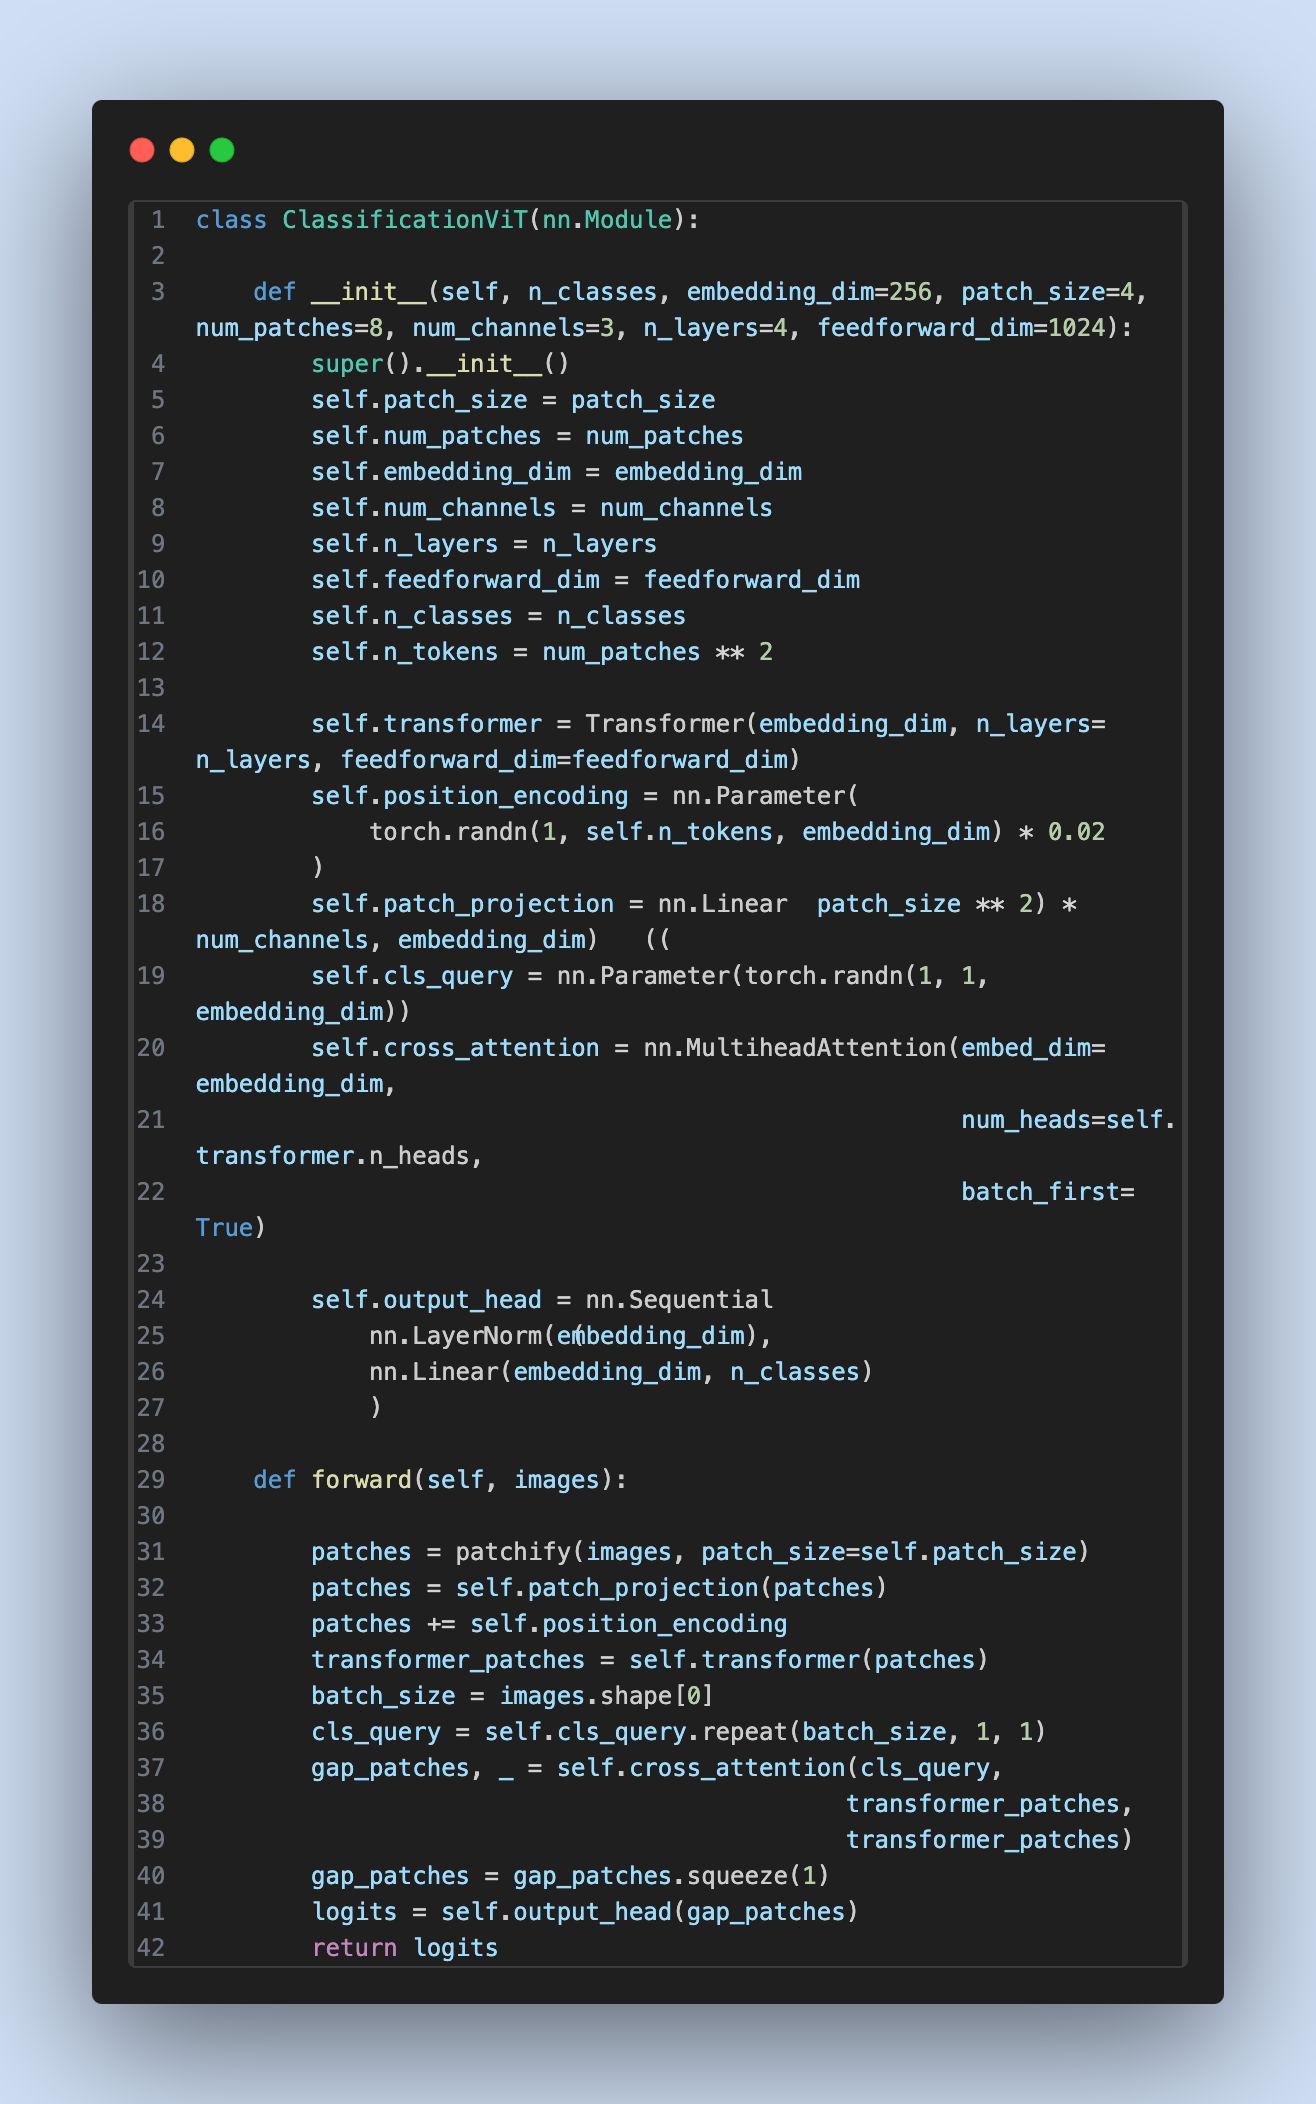 1 class ClassificationViT(nn.Module):
2
3     def __init__(self, n_classes, embedding_dim=256, patch_size=4,
num_patches=8, num_channels=3, n_layers=4, feedforward_dim=1024):
4         super().__init__()
5         self.patch_size = patch_size
6         self.num_patches = num_patches
7         self.embedding_dim = embedding_dim
8         self.num_channels = num_channels
9         self.n_layers = n_layers
10         self.feedforward_dim = feedforward_dim
11         self.n_classes = n_classes
12         self.n_tokens = num_patches ** 2
13
14         self.transformer = Transformer(embedding_dim, n_layers=
n_layers, feedforward_dim=feedforward_dim)
15         self.position_encoding = nn.Parameter(
16             torch.randn(1, self.n_tokens, embedding_dim) * 0.02
17         )
18         self.patch_projection = nn.Linear  patch_size ** 2) *
num_channels, embedding_dim)   ((
19         self.cls_query = nn.Parameter(torch.randn(1, 1,
embedding_dim))
20         self.cross_attention = nn.MultiheadAttention(embed_dim=
embedding_dim,
21                                                      num_heads=self.
transformer.n_heads,
22                                                      batch_first=
True)
23
24         self.output_head = nn.Sequential
25             nn.LayerNorm(embedding_dim),
26             nn.Linear(embedding_dim, n_classes)
27             )
28
29     def forward(self, images):
30
31         patches = patchify(images, patch_size=self.patch_size)
32         patches = self.patch_projection(patches)
33         patches += self.position_encoding
34         transformer_patches = self.transformer(patches)
35         batch_size = images.shape[0]
36         cls_query = self.cls_query.repeat(batch_size, 1, 1)
37         gap_patches, _ = self.cross_attention(cls_query,
38                                              transformer_patches,
39                                              transformer_patches)
40         gap_patches = gap_patches.squeeze(1)
41         logits = self.output_head(gap_patches)
42         return logits